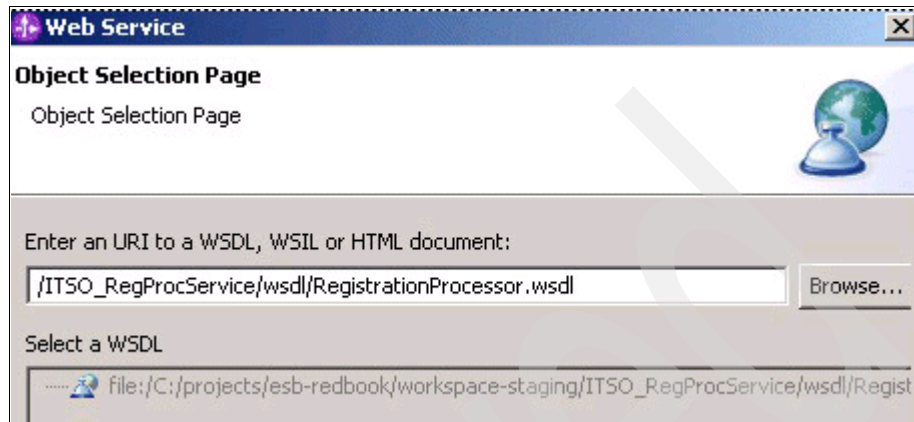 Web Service
Object Selection Page
Object Selection Page
Enter an URI to a WSDL, WSIL or HTML document:
/ITSO_RegProcService/wsdl/RegistrationProcessor.wsdl
Browse...
Select a WSDL
file:/C:/projects/esb-redbook/workspace-staging/ITSO_RegProcService/wsdl/Regist